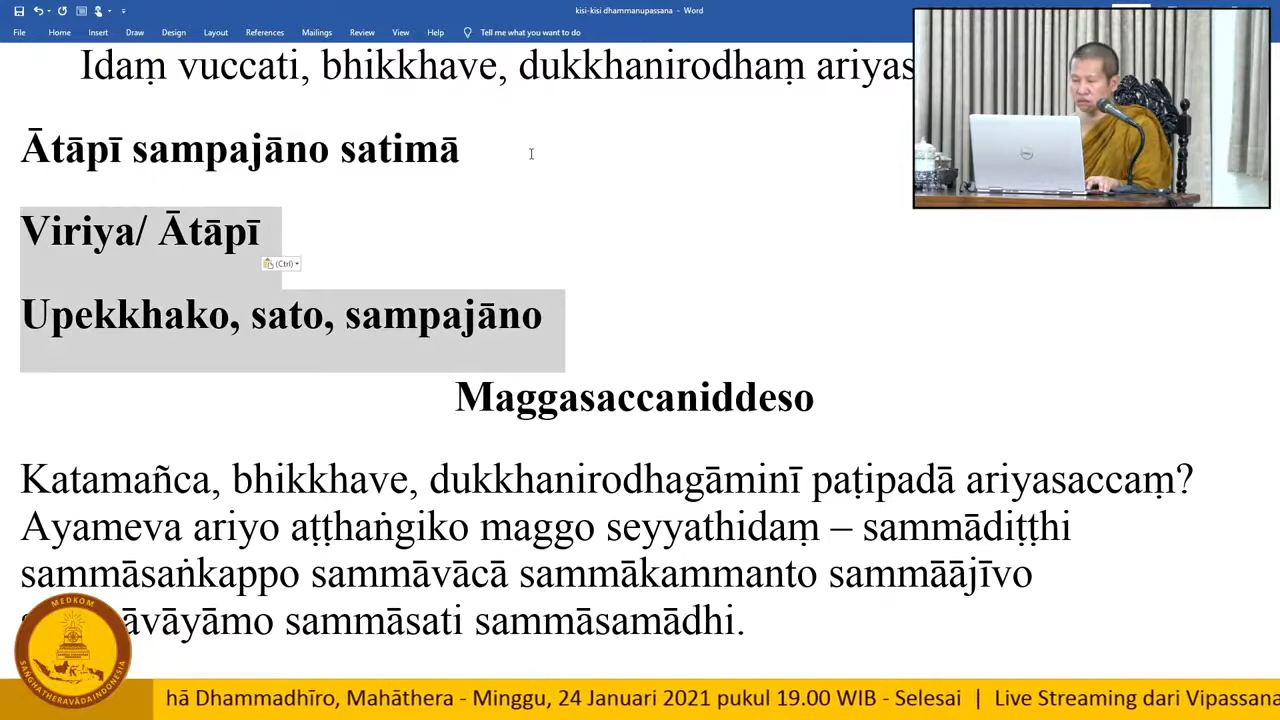 kisi-kisi dhammanupassana - Word
File Home Insert Draw Design Layout References Mailings Review View Help Tell me what you want to do
Idaṃ vuccati, bhikkhave, dukkhanirodhaṃ ariyas
Ātāpī sampajāno satimā
Viriya/ Ātāpī
(Ctrl)
Upekkhako, sato, sampajāno
Maggasaccaniddeso
Katamañca, bhikkhave, dukkhanirodhagāminī paṭipadā ariyasaccaṃ?
Ayameva ariyo aṭṭhaṅgiko maggo seyyathidaṃ – sammādiṭṭhi
sammāsaṅkappo sammāvācā sammākammanto sammāājīvo
āvāyāmo sammāsati sammāsamādhi.
MEDKOM
SAṄGHATHERAVĀDAINDONESIA
hā Dhammadhīro, Mahāthera - Minggu, 24 Januari 2021 pukul 19.00 WIB - Selesai | Live Streaming dari Vipassana